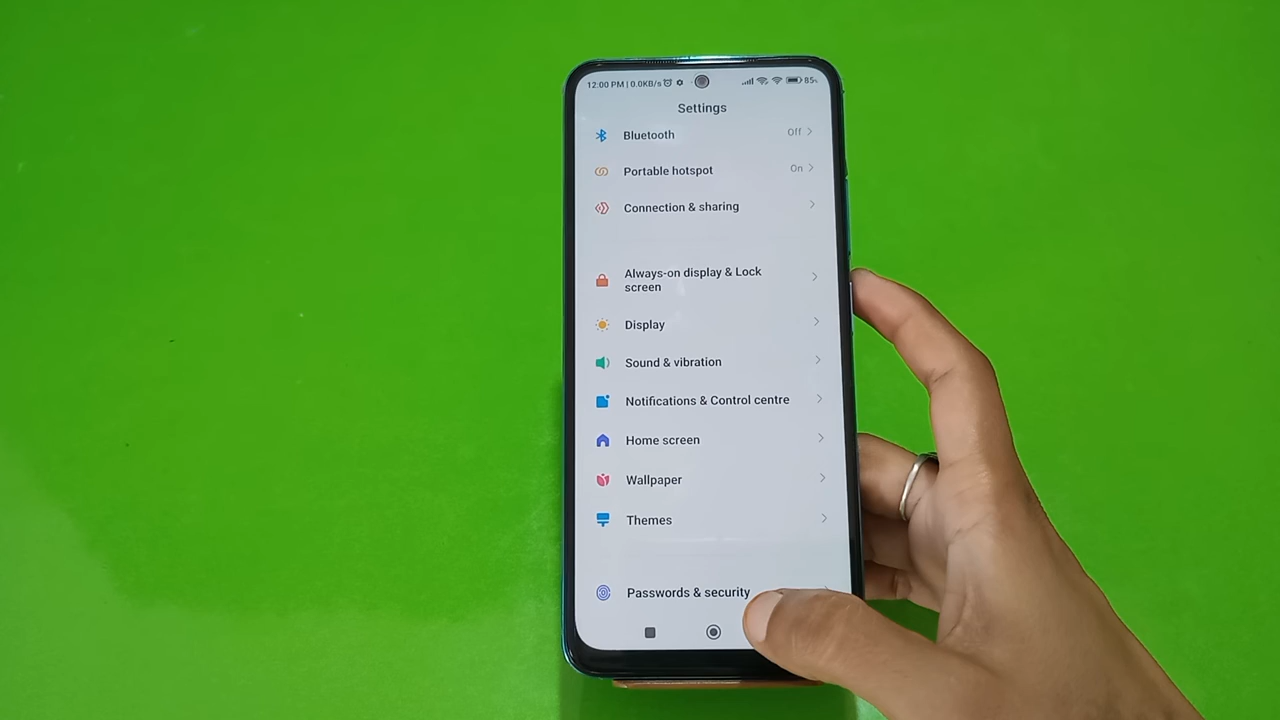 12:00 PM | 0.0KB/s 85%
Settings
Bluetooth Off
Portable hotspot On
Connection & sharing
Always-on display & Lock
screen
Display
Sound & vibration
Notifications & Control centre
Home screen
Wallpaper
Themes
Passwords & security